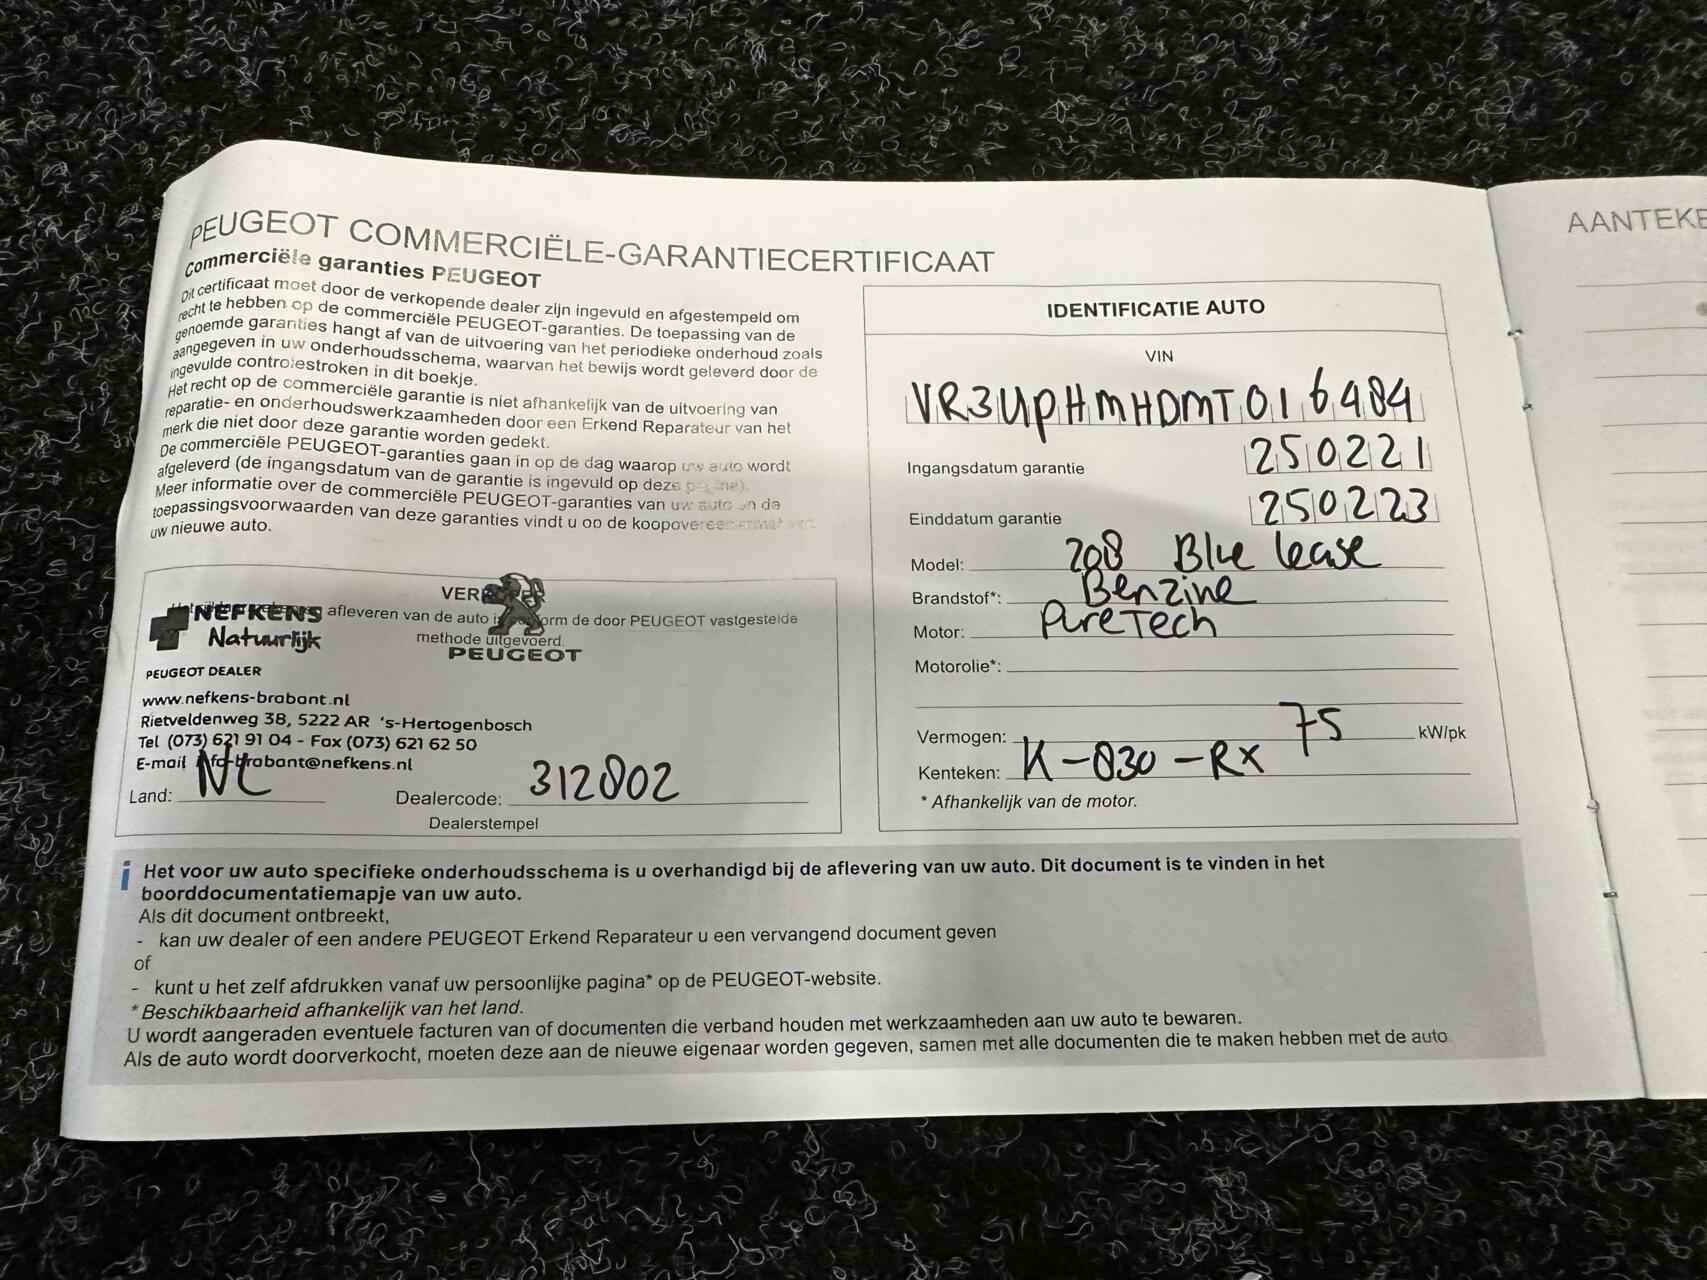 PEUGEOT COMMERCIËLE-GARANTIECERTIFICAAT
Commerciële garanties PEUGEOT
Dit certificaat moet door de verkopende dealer zijn ingevuld en afgestempeld om
recht te hebben op de commerciële PEUGEOT-garanties. De toepassing van de
genoemde garanties hangt af van de uitvoering van het periodieke onderhoud zoals
aangegeven in uw onderhoudsschema, waarvan het bewijs wordt geleverd door de
ingevulde controlestroken in dit boekje.
Het recht op de commerciële garantie is niet afhankelijk van de uitvoering van
reparatie- en onderhoudswerkzaamheden door een Erkend Reparateur van het
merk die niet door deze garantie worden gedekt.
De commerciële PEUGEOT-garanties gaan in op de dag waarop uw auto wordt
afgeleverd (de ingangsdatum van de garantie is ingevuld op deze pagina).
Meer informatie over de commerciële PEUGEOT-garanties van uw auto en de
toepassingsvoorwaarden van deze garanties vindt u op de koopovereenkomst van
uw nieuwe auto.
afleveren van de auto is conform de door PEUGEOT vastgestelde
methode uitgevoerd.
NEFKENS
Natuurlijk
PEUGEOT
PEUGEOT DEALER
www.nefkens-brabant.nl
Rietveldenweg 38, 5222 AR 's-Hertogenbosch
Tel (073) 621 91 04 - Fax (073) 621 62 50
E-mail info-brabant@nefkens.nl
Land: NL Dealercode: 312802
Dealerstempel
IDENTIFICATIE AUTO
VIN
VR3UPHMHDMT016484
Ingangsdatum garantie 250221
Einddatum garantie 250223
Model: 208 Blue lease
Brandstof*: Benzine
Motor: PureTech
Motorolie*:
Vermogen: 75 kW/pk
Kenteken: K-830-RX
* Afhankelijk van de motor.
i Het voor uw auto specifieke onderhoudsschema is u overhandigd bij de aflevering van uw auto. Dit document is te vinden in het
boorddocumentatiemapje van uw auto.
Als dit document ontbreekt,
- kan uw dealer of een andere PEUGEOT Erkend Reparateur u een vervangend document geven
of
- kunt u het zelf afdrukken vanaf uw persoonlijke pagina* op de PEUGEOT-website.
* Beschikbaarheid afhankelijk van het land.
U wordt aangeraden eventuele facturen van of documenten die verband houden met werkzaamheden aan uw auto te bewaren.
Als de auto wordt doorverkocht, moeten deze aan de nieuwe eigenaar worden gegeven, samen met alle documenten die te maken hebben met de auto
AANTEKE